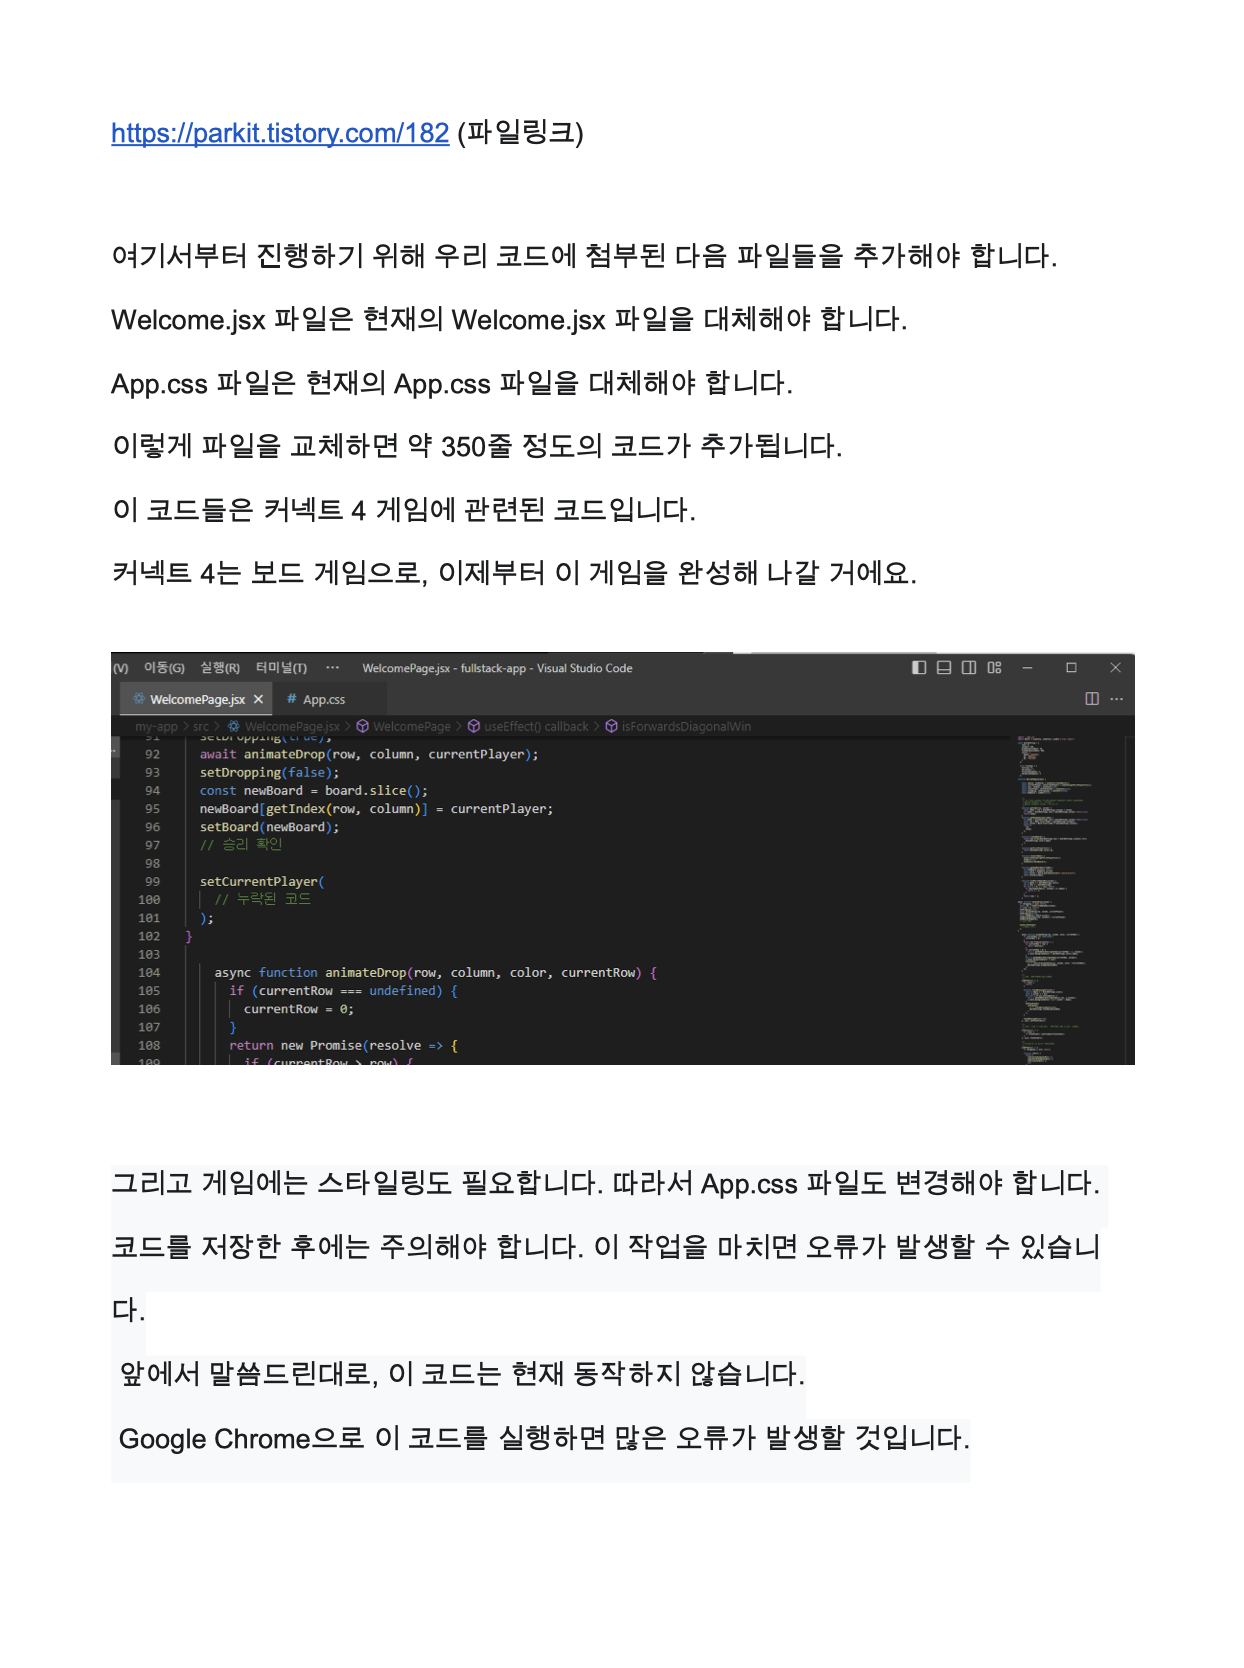 https://parkit.tistory.com/182 (파일링크)
여기서부터 진행하기 위해 우리 코드에 첨부된 다음 파일들을 추가해야 합니다.
Welcome.jsx 파일은 현재의 Welcome.jsx 파일을 대체해야 합니다.
App.css 파일은 현재의 App.css 파일을 대체해야 합니다.
이렇게 파일을 교체하면 약 350줄 정도의 코드가 추가됩니다.
이 코드들은 커넥트 4 게임에 관련된 코드입니다.
커넥트 4는 보드 게임으로, 이제부터 이 게임을 완성해 나갈 거에요.
(V) 이동(G) 실행(R) 터미널(T) ··· WelcomePage.jsx - fullstack-app - Visual Studio Code
WelcomePage.jsx # App.css
my-app > src > WelcomePage.jsx > WelcomePage > useEffect() callback > isForwardsDiagonalWin
91 setDropping(true);
92 await animateDrop(row, column, currentPlayer);
93 setDropping(false);
94 const newBoard = board.slice();
95 newBoard[getIndex(row, column)] = currentPlayer;
96 setBoard(newBoard);
97 // 승리 확인
98
99 setCurrentPlayer(
100 // 누락된 코드
101 );
102 }
103
104 async function animateDrop(row, column, color, currentRow) {
105 if (currentRow === undefined) {
106 currentRow = 0;
107 }
108 return new Promise(resolve => {
109 if (currentRow > row) {
그리고 게임에는 스타일링도 필요합니다. 따라서 App.css 파일도 변경해야 합니다.
코드를 저장한 후에는 주의해야 합니다. 이 작업을 마치면 오류가 발생할 수 있습니
다.
앞에서 말씀드린대로, 이 코드는 현재 동작하지 않습니다.
Google Chrome으로 이 코드를 실행하면 많은 오류가 발생할 것입니다.